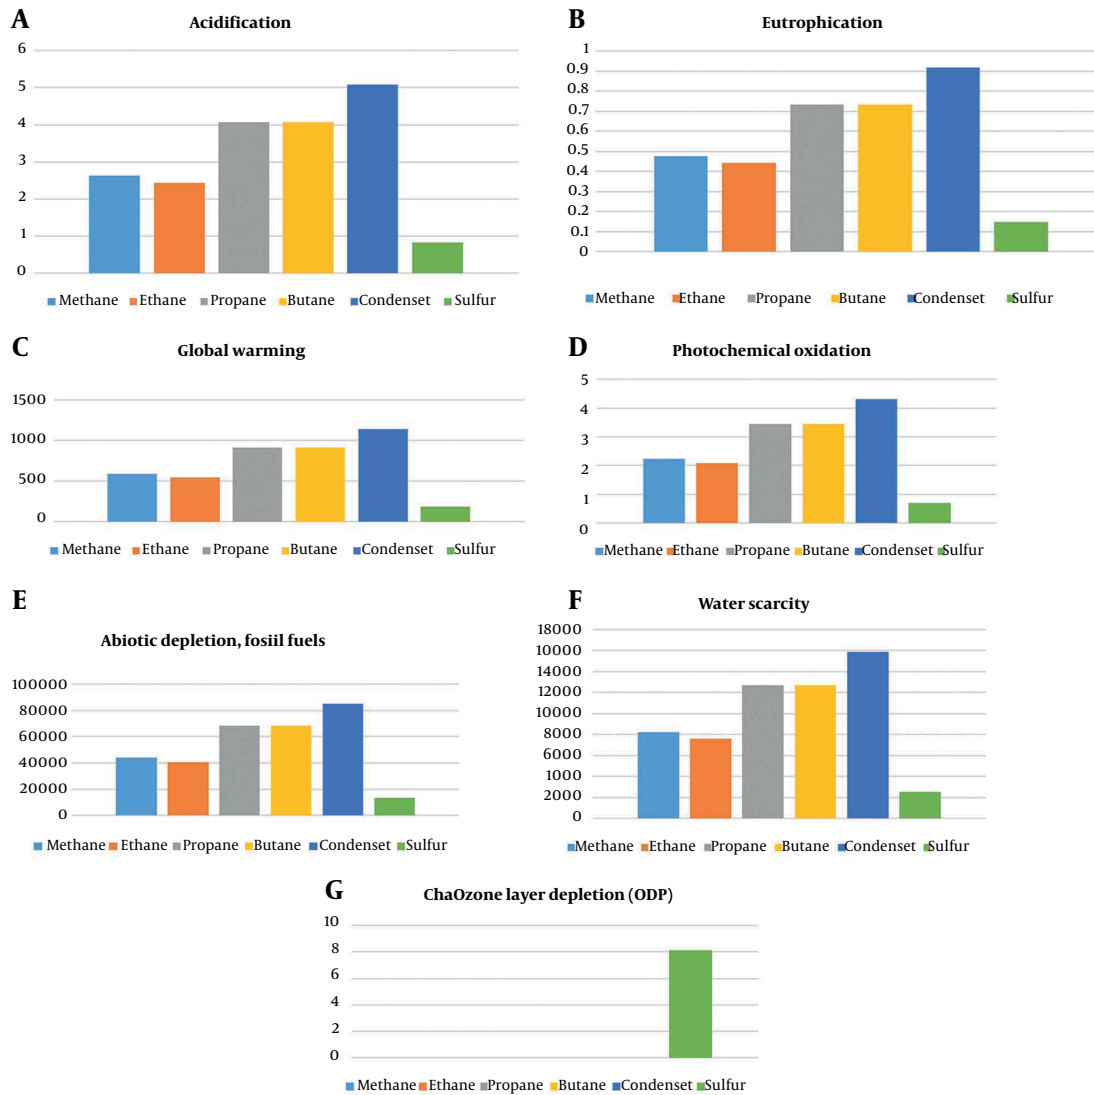 A
Acidification
6
5
4
3
2
1
0
Methane Ethane Propane Butane Condenset Sulfur
B
Eutrophication
1
0.9
0.8
0.7
0.6
0.5
0.4
0.3
0.2
0.1
0
Methane Ethane Propane Butane Condenset Sulfur
C
Global warming
1500
1000
500
0
Methane Ethane Propane Butane Condenset Sulfur
D
Photochemical oxidation
5
4
3
2
1
0
Methane Ethane Propane Butane Condenset Sulfur
E
Abiotic depletion, fosiil fuels
100000
80000
60000
40000
20000
0
Methane Ethane Propane Butane Condenset Sulfur
F
Water scarcity
18000
16000
14000
12000
10000
8000
6000
1000
2000
0
Methane Ethane Propane Butane Condenset Sulfur
G
ChaOzone layer depletion (ODP)
10
8
6
4
2
0
Methane Ethane Propane Butane Condenset Sulfur